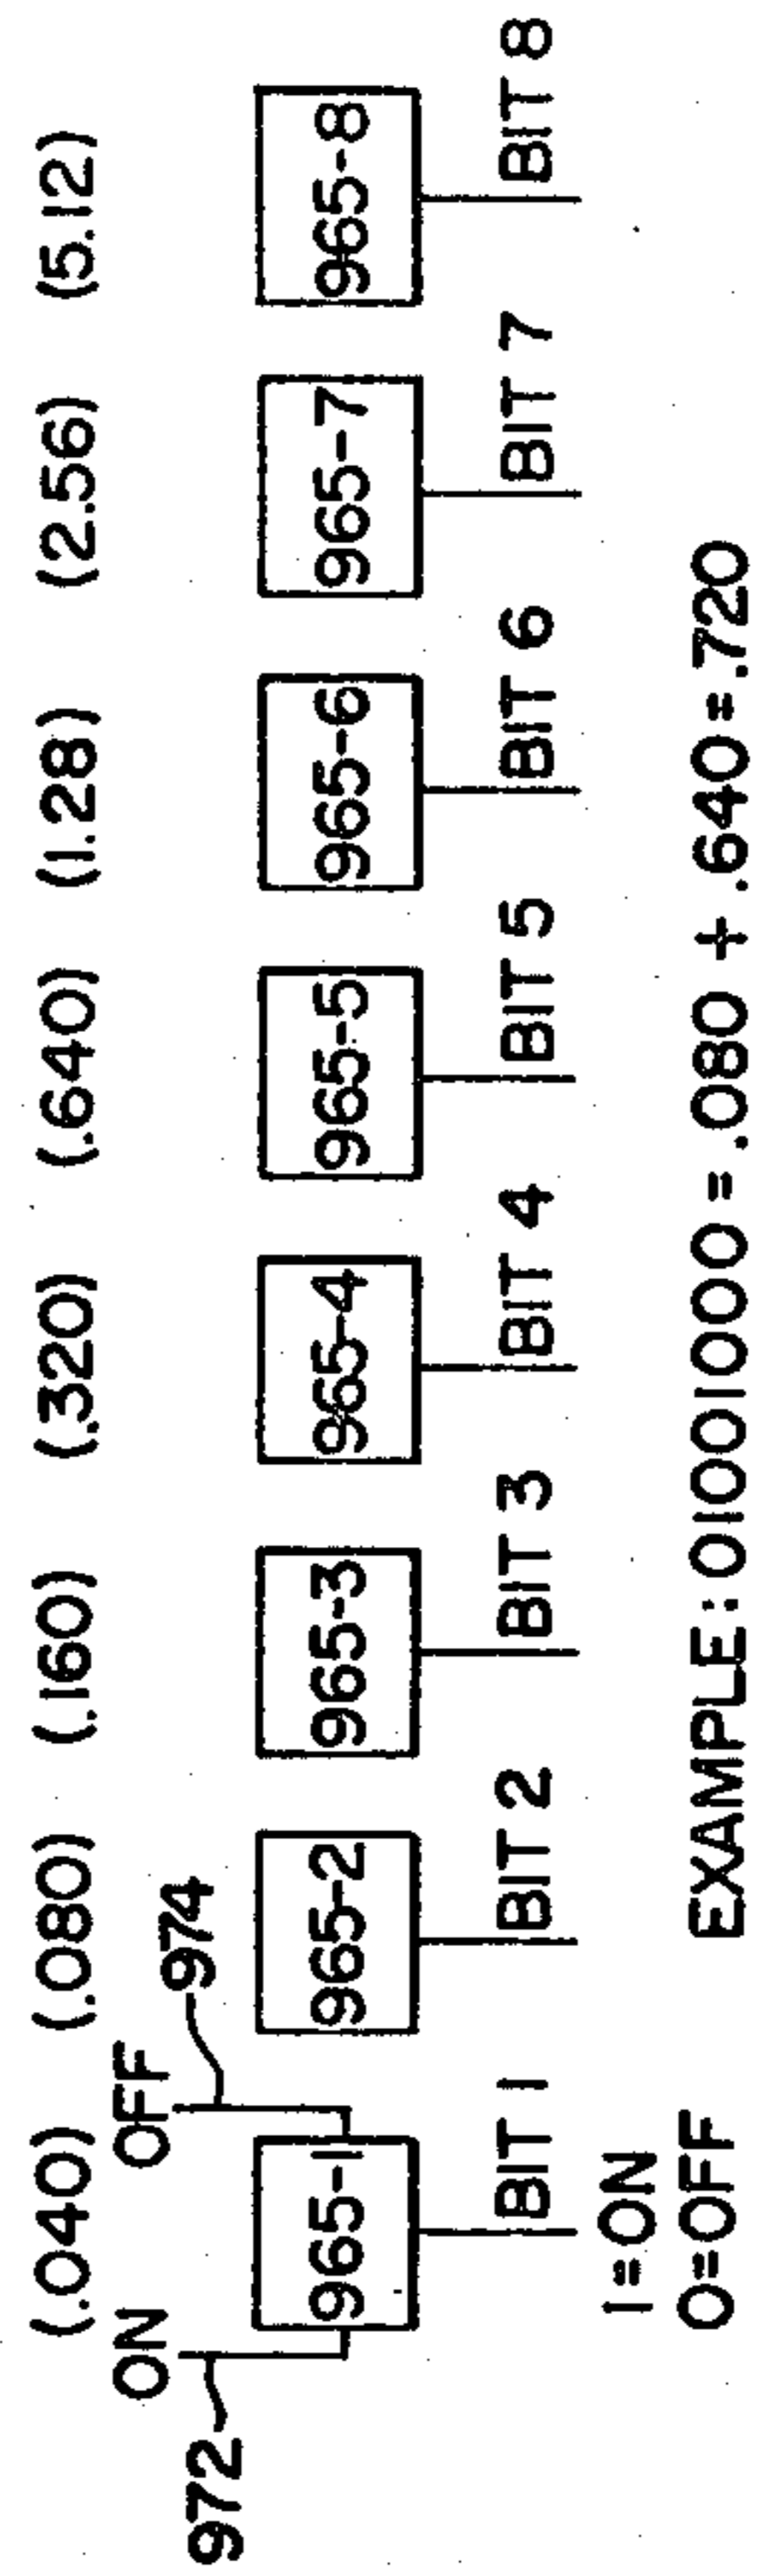 (.040) (.080) (.160) (.320) (.640) (1.28) (2.56) (5.12)
ON OFF
972 974
965-1 965-2 965-3 965-4 965-5 965-6 965-7 965-8
BIT 1 BIT 2 BIT 3 BIT 4 BIT 5 BIT 6 BIT 7 BIT 8
1=ON
0=OFF
EXAMPLE: 01001000 = .080 + .640 = .720